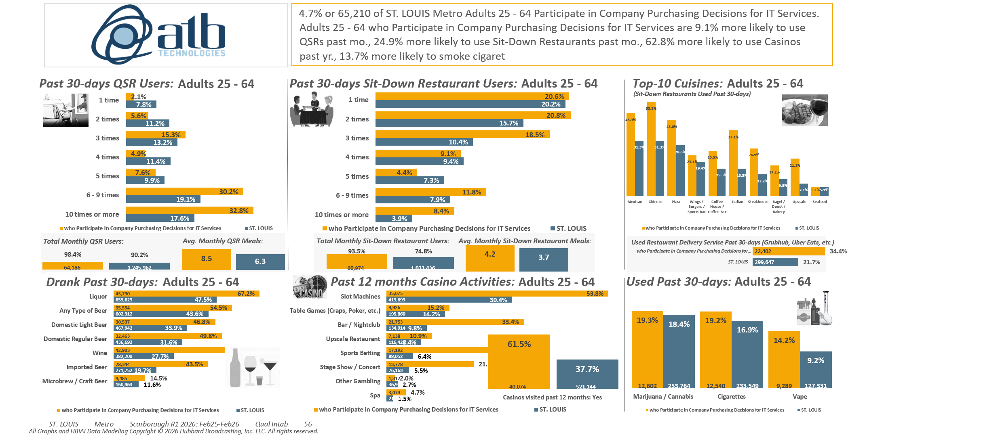 atb
TECHNOLOGIES
4.7% or 65,210 of ST. LOUIS Metro Adults 25 - 64 Participate in Company Purchasing Decisions for IT Services.
Adults 25 - 64 who Participate in Company Purchasing Decisions for IT Services are 9.1% more likely to use
QSRs past mo., 24.9% more likely to use Sit-Down Restaurants past mo., 62.8% more likely to use Casinos
past yr., 13.7% more likely to smoke cigaret
Past 30-days QSR Users: Adults 25 - 64
1 time 2.1% 7.8%
2 times 5.6% 11.2%
3 times 15.3% 13.2%
4 times 4.9% 11.4%
5 times 7.6% 9.9%
6 - 9 times 30.2% 19.1%
10 times or more 32.8% 17.6%
who Participate in Company Purchasing Decisions for IT Services ST. LOUIS
Total Monthly QSR Users: Avg. Monthly QSR Meals:
98.4% 90.2%
64,186 1,245,962
8.5 6.3
Past 30-days Sit-Down Restaurant Users: Adults 25 - 64
1 time 20.6% 20.2%
2 times 20.8% 15.7%
3 times 18.5% 10.4%
4 times 9.1% 9.4%
5 times 4.4% 7.3%
6 - 9 times 11.8% 7.9%
10 times or more 8.4% 3.9%
who Participate in Company Purchasing Decisions for IT Services ST. LOUIS
Total Monthly Sit-Down Restaurant Users: Avg. Monthly Sit-Down Restaurant Meals:
93.5% 74.8%
60,974 1,033,436
4.2 3.7
Top-10 Cuisines: Adults 25 - 64
(Sit-Down Restaurants Used Past 30-days)
46.9% 31.3% 53.2% 31.3% 43.0% 28.6% 23.1% 19.4% 25.5% 15.5% 37.1% 15.5% 26.9% 12.2% 17.2% 9.5% 21.1% 7.1% 5.1% 5.1%
Mexican Chinese Pizza Wings / Coffee Italian Steakhouse Bagel / Upscale Seafood
Burgers / House / Donut /
Sports Bar Coffee Bar Bakery
who Participate in Company Purchasing Decisions for IT Services ST. LOUIS
Used Restaurant Delivery Service Past 30-days (Grubhub, Uber Eats, etc.)
who Participate in Company Purchasing Decisions for... 22,402 34.4%
ST. LOUIS 299,647 21.7%
Drank Past 30-days: Adults 25 - 64
Liquor 43,790 67.2% 655,629 47.5%
Any Type of Beer 35,554 54.5% 602,312 43.6%
Domestic Light Beer 30,537 46.8% 467,942 33.9%
Domestic Regular Beer 32,463 49.8% 436,692 31.6%
Wine 42,903 382,200 27.7%
Imported Beer 28,344 43.5% 271,752 19.7%
Microbrew / Craft Beer 9,485 14.5% 160,463 11.6%
who Participate in Company Purchasing Decisions for IT Services ST. LOUIS
CASINO
Past 12 months Casino Activities: Adults 25 - 64
Slot Machines 35,075 53.8% 419,699 30.4%
Table Games (Craps, Poker, etc.) 9,926 15.2% 195,860 14.2%
Bar / Nightclub 21,753 33.4% 134,914 9.8%
Upscale Restaurant 7,138 10.9% 8.4%
Sports Betting 17,192 88,052 6.4%
Stage Show / Concert 13,778 76,163 5.5%
Other Gambling 1,312 2.0% 2.7%
Spa 3,074 4.7% 1.5%
61.5% 37.7%
40,074 521,144
Casinos visited past 12 months: Yes
who Participate in Company Purchasing Decisions for IT Services ST. LOUIS
Used Past 30-days: Adults 25 - 64
CIGARETTES
19.3% 18.4% 19.2% 16.9% 14.2% 9.2%
12,602 253,764 12,540 233,549 9,289 127,331
Marijuana / Cannabis Cigarettes Vape
who Participate in Company Purchasing Decisions for IT Services ST. LOUIS
ST. LOUIS Metro Scarborough R1 2026: Feb25-Feb26 Qual Intab 56
All Graphs and HBIAI Data Modeling Copyright © 2026 Hubbard Broadcasting, Inc. LLC. All rights reserved.